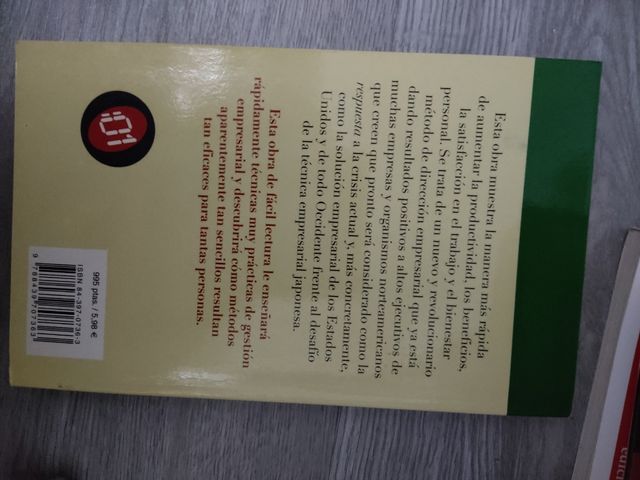 Esta obra muestra la manera más rápida
de aumentar la productividad, los beneficios,
la satisfacción en el trabajo y el bienestar
personal. Se trata de un nuevo y revolucionario
método de dirección empresarial que ya está
dando resultados positivos a altos ejecutivos de
muchas empresas y organismos norteamericanos
que creen que pronto será considerado como la
respuesta a la crisis actual y, más concretamente,
como la solución empresarial de los Estados
Unidos y de todo Occidente frente al desafío
de la técnica empresarial japonesa.
Esta obra de fácil lectura le enseñará
rápidamente técnicas muy prácticas de gestión
empresarial y descubrirá cómo métodos
aparentemente tan sencillos resultan
tan eficaces para tantas personas.
995 ptas. / 5,98 €
ISBN 84-397-0736-3
9 788439 707363